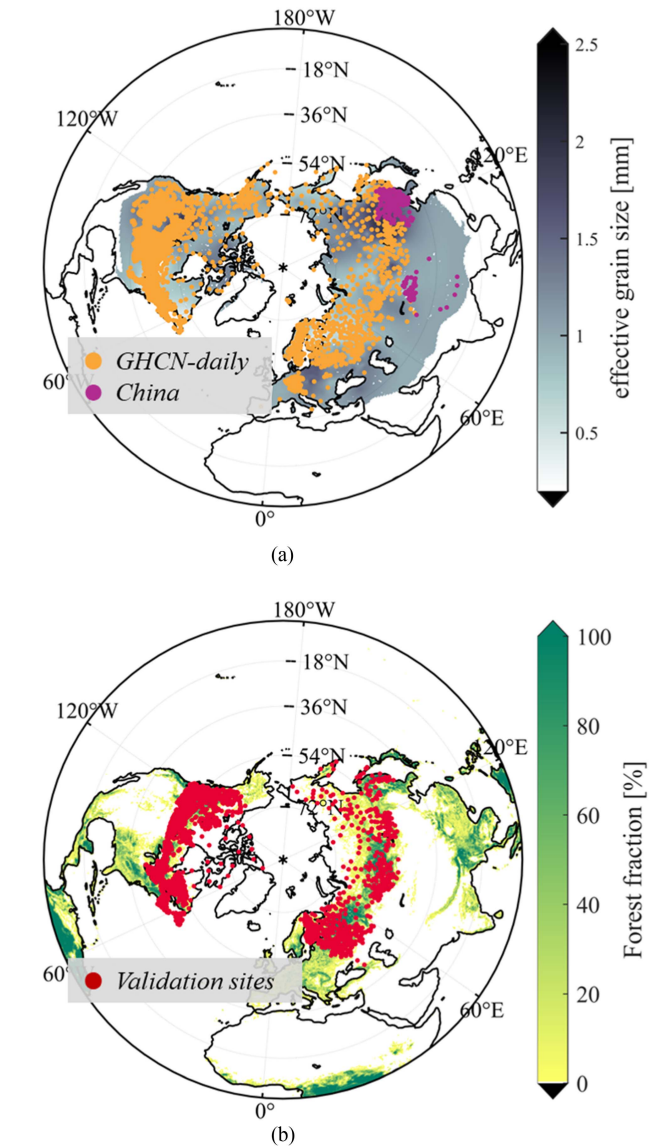 180°W
18°N
36°N
54°N
120°W
120°E
60°W
60°E
0°
GHCN-daily
China
2.5
2
1.5
1
0.5
effective grain size [mm]
(a)
180°W
18°N
36°N
54°N
72°N
120°W
20°E
60°
60°E
0°
Validation sites
100
80
60
40
20
0
Forest fraction [%]
(b)